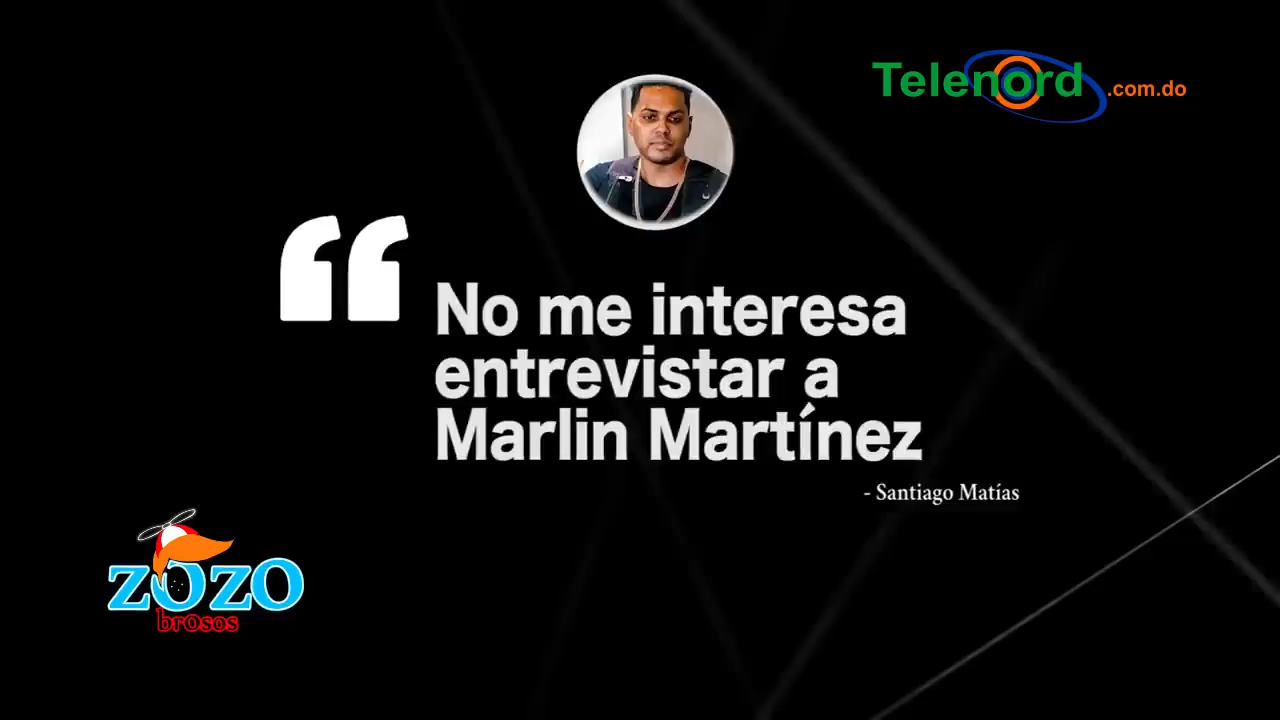 Telenord.com.do
No me interesa
entrevistar a
Marlin Martínez
- Santiago Matías
ZOZO
brosos